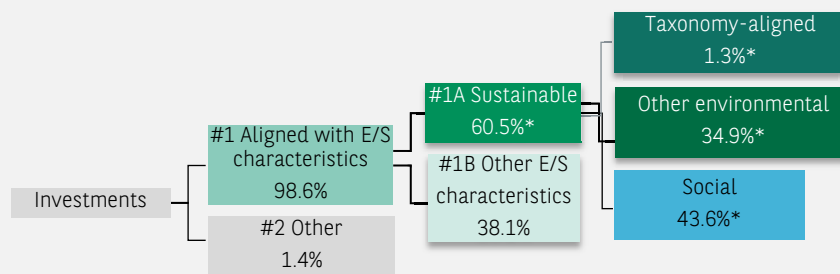 Taxonomy-aligned
1.3%*
#1A Sustainable
60.5%*
Other environmental
34.9%*
#1 Aligned with E/S
characteristics
98.6%
#1B Other E/S
characteristics
38.1%
Social
43.6%*
Investments
#2 Other
1.4%